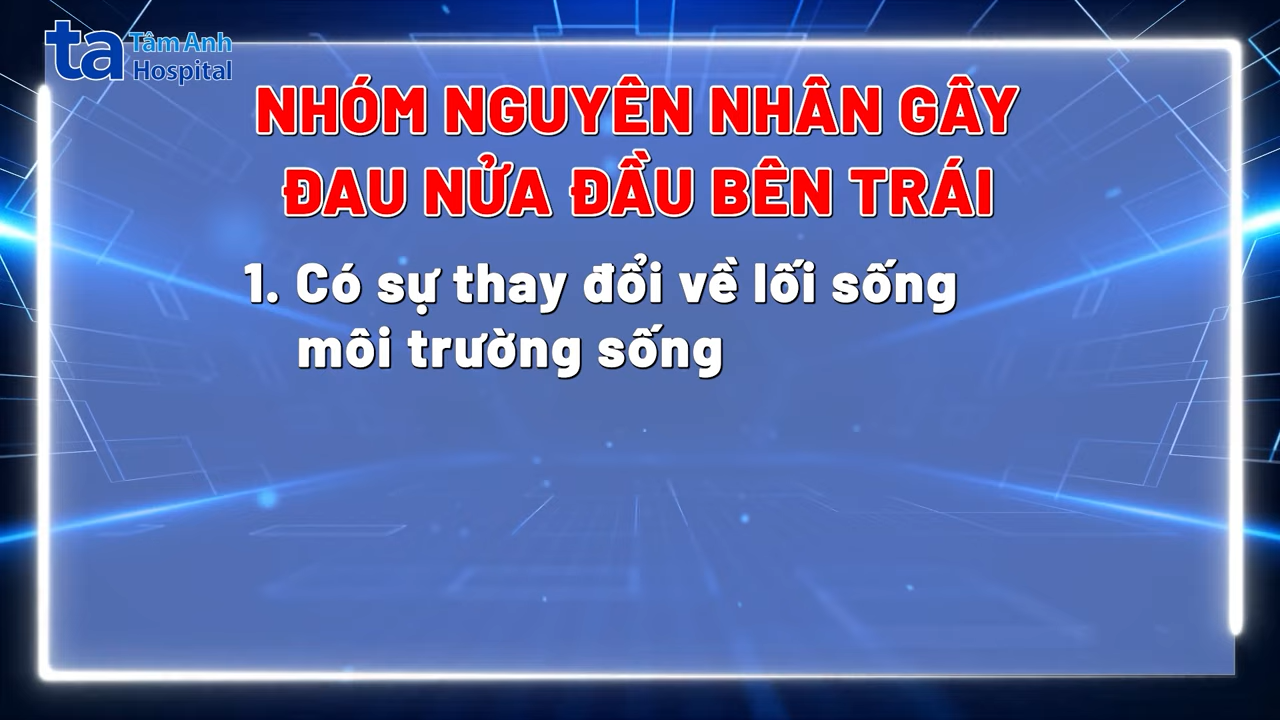 ta Tâm Anh
Hospital
NHÓM NGUYÊN NHÂN GÂY
ĐAU NỬA ĐẦU BÊN TRÁI
1. Có sự thay đổi về lối sống
môi trường sống